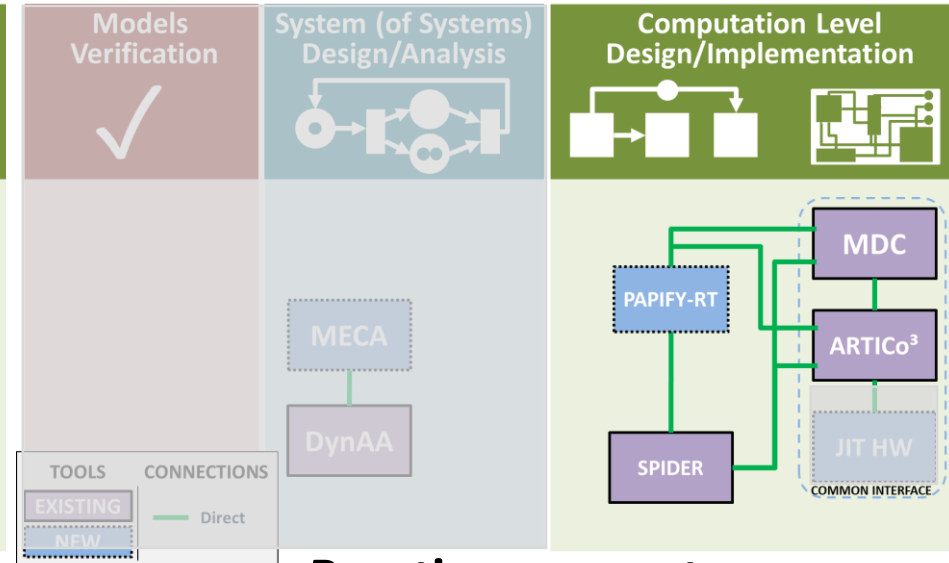 Models
Verification
System (of Systems)
Design/Analysis
Computation Level
Design/Implementation
MDC
PAPIFY-RT
MECA
ARTICo³
DynAA
SPIDER
JIT HW
COMMON INTERFACE
TOOLS
CONNECTIONS
EXISTING
Direct
NEW